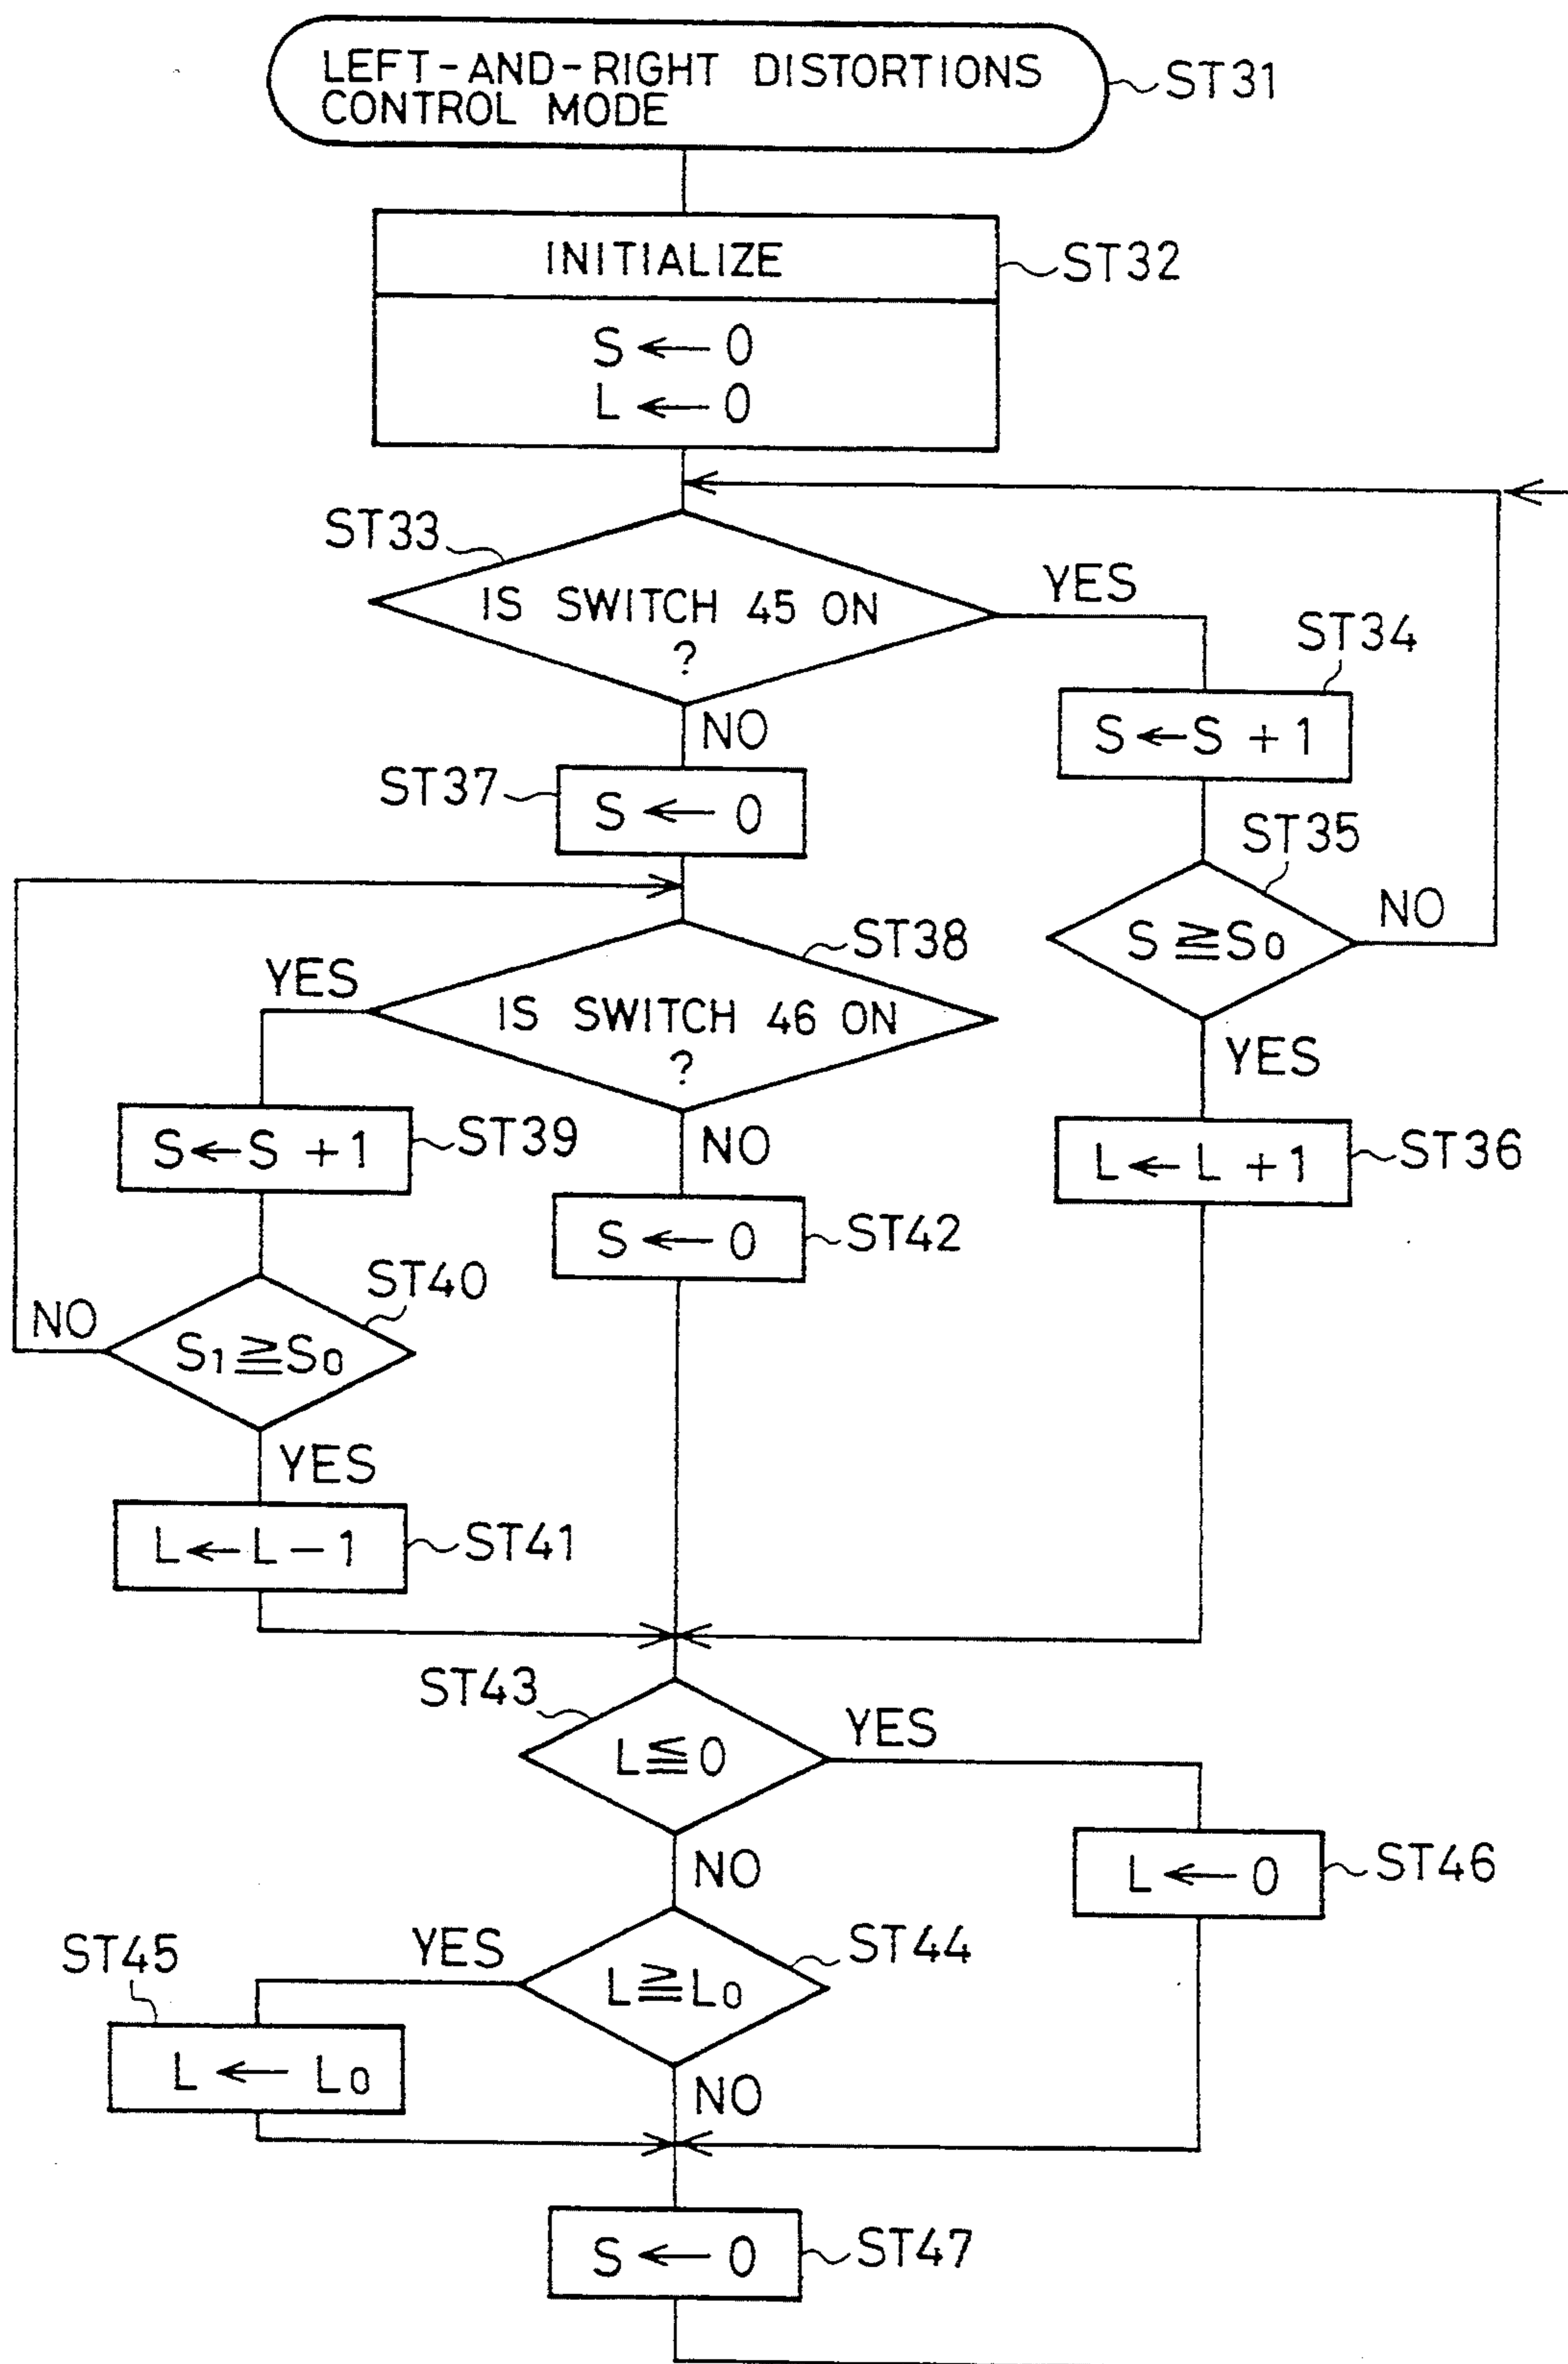 LEFT-AND-RIGHT DISTORTIONS
CONTROL MODE
ST31
INITIALIZE
ST32
S ← 0
L ← 0
ST33
IS SWITCH 45 ON
?
YES
ST34
S ← S + 1
NO
ST37
S ← 0
ST35
S ≧ S0
NO
ST38
YES
IS SWITCH 46 ON
?
YES
ST39
S ← S + 1
NO
ST36
L ← L + 1
ST42
S ← 0
ST40
NO
S1 ≧ S0
YES
ST41
L ← L − 1
ST43
L ≦ 0
YES
NO
ST46
L ← 0
ST45
YES
ST44
L ≧ L0
L ← L0
NO
ST47
S ← 0